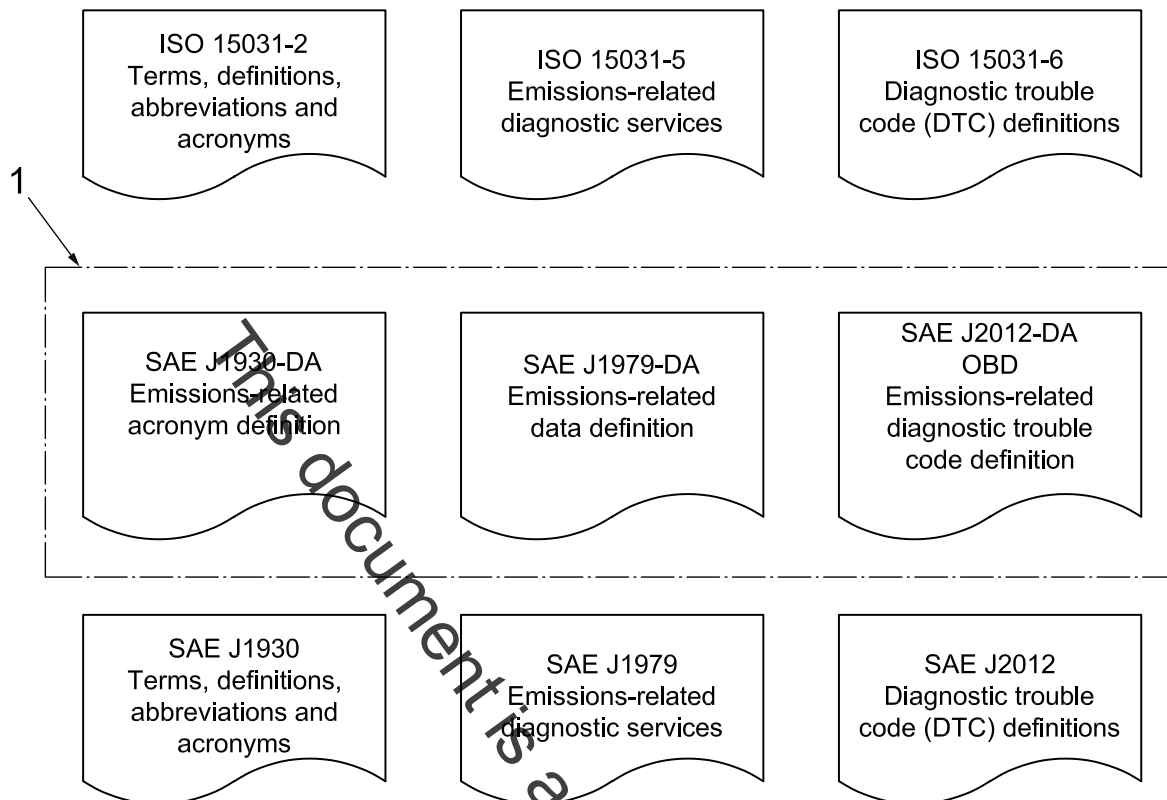 ISO 15031-2
Terms, definitions,
abbreviations and
acronyms
ISO 15031-5
Emissions-related
diagnostic services
ISO 15031-6
Diagnostic trouble
code (DTC) definitions
1
SAE J1930-DA
Emissions-related
acronym definition
SAE J1979-DA
Emissions-related
data definition
SAE J2012-DA
OBD
Emissions-related
diagnostic trouble
code definition
SAE J1930
Terms, definitions,
abbreviations and
acronyms
SAE J1979
Emissions-related
diagnostic services
SAE J2012
Diagnostic trouble
code (DTC) definitions
This document is a